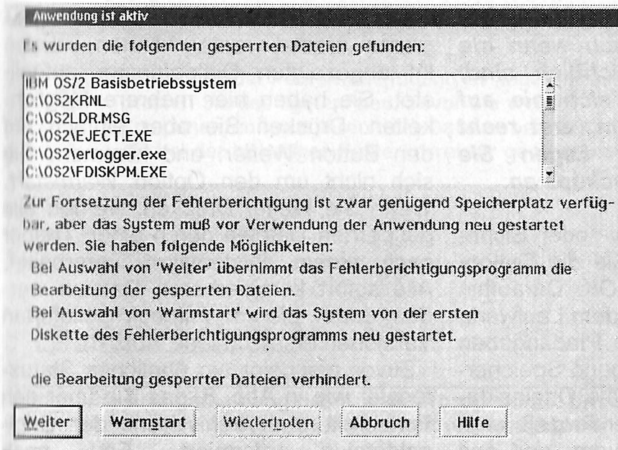 Anwendung ist aktiv
Es wurden die folgenden gesperrten Dateien gefunden:
IBM OS/2 Basisbetriebssystem
C:\OS2KRNL
C:\OS2LDR.MSG
C:\OS2\EJECT.EXE
C:\OS2\erlogger.exe
C:\OS2\FDISKPM.EXE
Zur Fortsetzung der Fehlerberichtigung ist zwar genügend Speicherplatz verfüg-
bar, aber das System muß vor Verwendung der Anwendung neu gestartet
werden. Sie haben folgende Möglichkeiten:
Bei Auswahl von 'Weiter' übernimmt das Fehlerberichtigungsprogramm die
Bearbeitung der gesperrten Dateien.
Bei Auswahl von 'Warmstart' wird das System von der ersten
Diskette des Fehlerberichtigungsprogramms neu gestartet.
die Bearbeitung gesperrter Dateien verhindert.
Weiter Warmstart Wiederholen Abbruch Hilfe